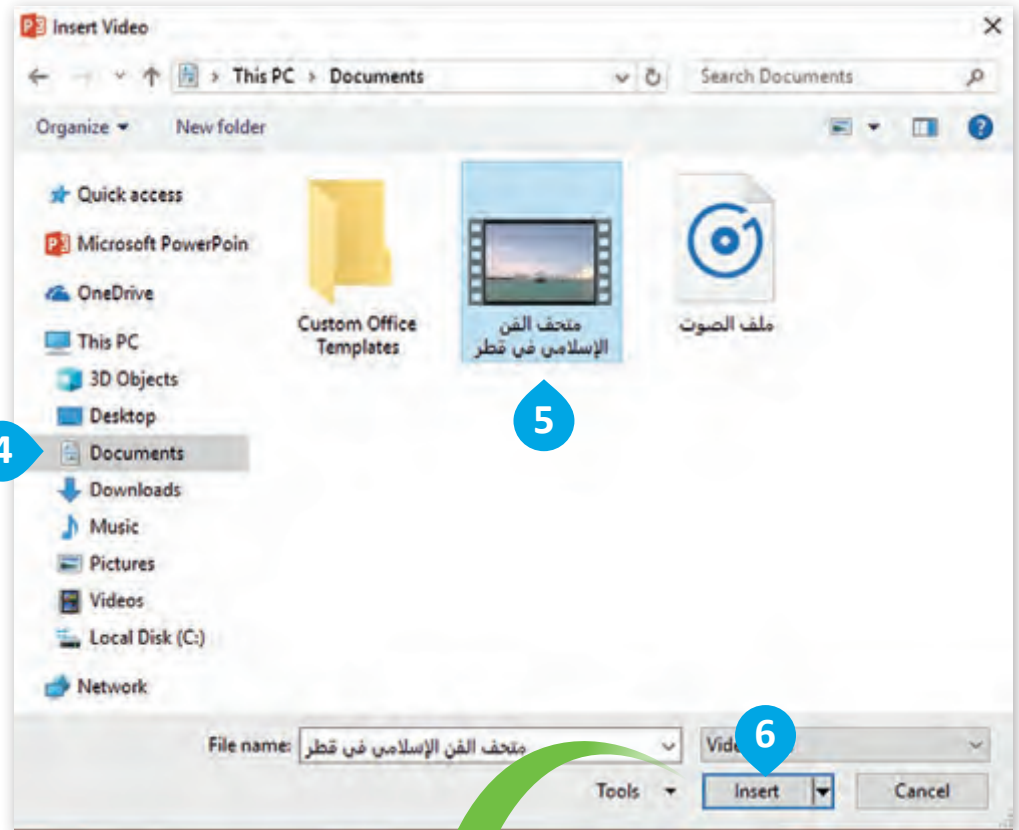 Insert Video
This PC > Documents
Search Documents
Organize
New folder
Quick access
Microsoft PowerPoin
OneDrive
This PC
3D Objects
Desktop
4
Documents
Downloads
Music
Pictures
Videos
Local Disk (C:)
Network
Custom Office
Templates
متحف الفن
الإسلامي في قطر
ملف الصوت
5
File name:
متحف الفن الإسلامي في قطر
Vid
6
Tools
Insert
Cancel